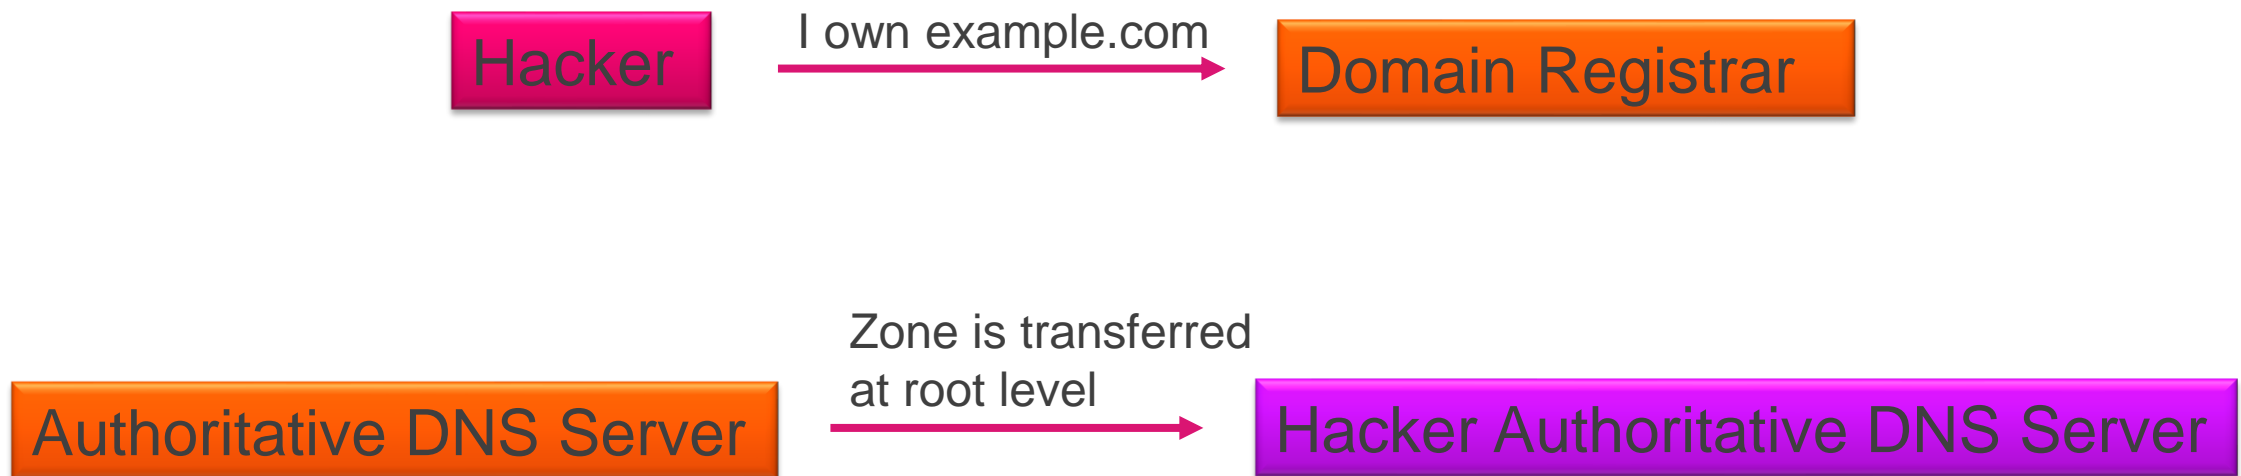 Hacker
I own example.com
Domain Registrar
Zone is transferred
at root level
Authoritative DNS Server
Hacker Authoritative DNS Server